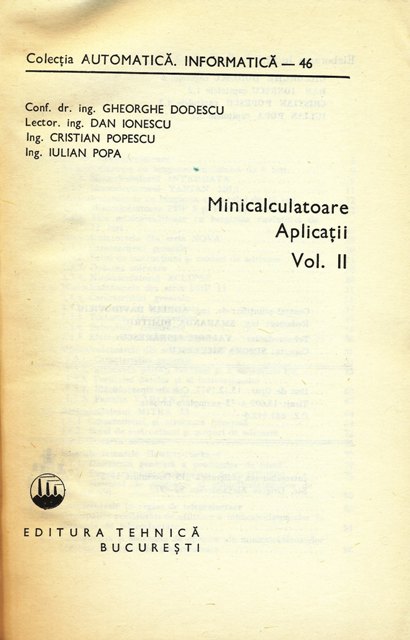 Colecția AUTOMATICĂ. INFORMATICĂ — 46
Conf. dr. ing. GHEORGHE DODESCU
Lector. ing. DAN IONESCU
Ing. CRISTIAN POPESCU
Ing. IULIAN POPA
Minicalculatoare
Aplicații
Vol. II
EDITURA TEHNICĂ
BUCUREȘTI